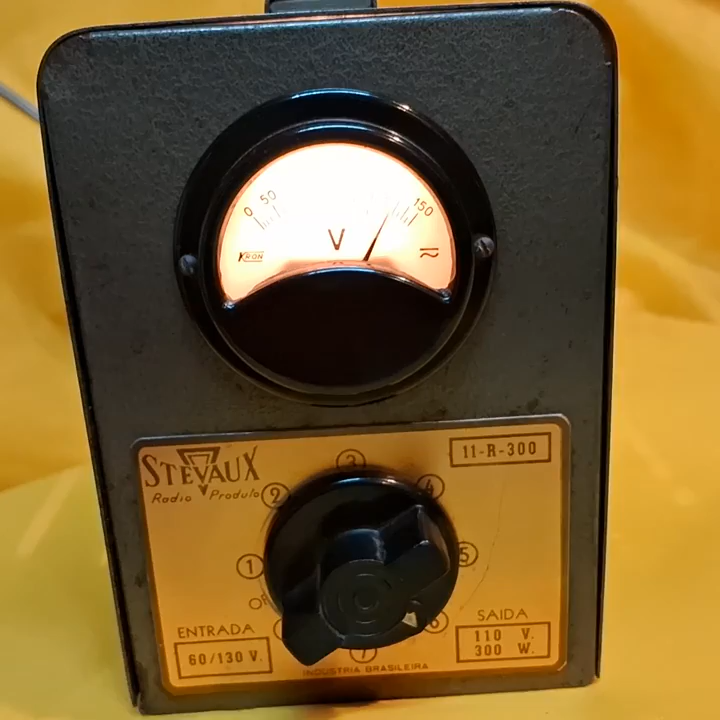 0 50 150
V
KRON
STEVAUX
Radio Produto
11-R-300
1
2
3
4
5
6
7
ENTRADA
60/130 V.
SAIDA
110 V.
300 W.
INDUSTRIA BRASILEIRA